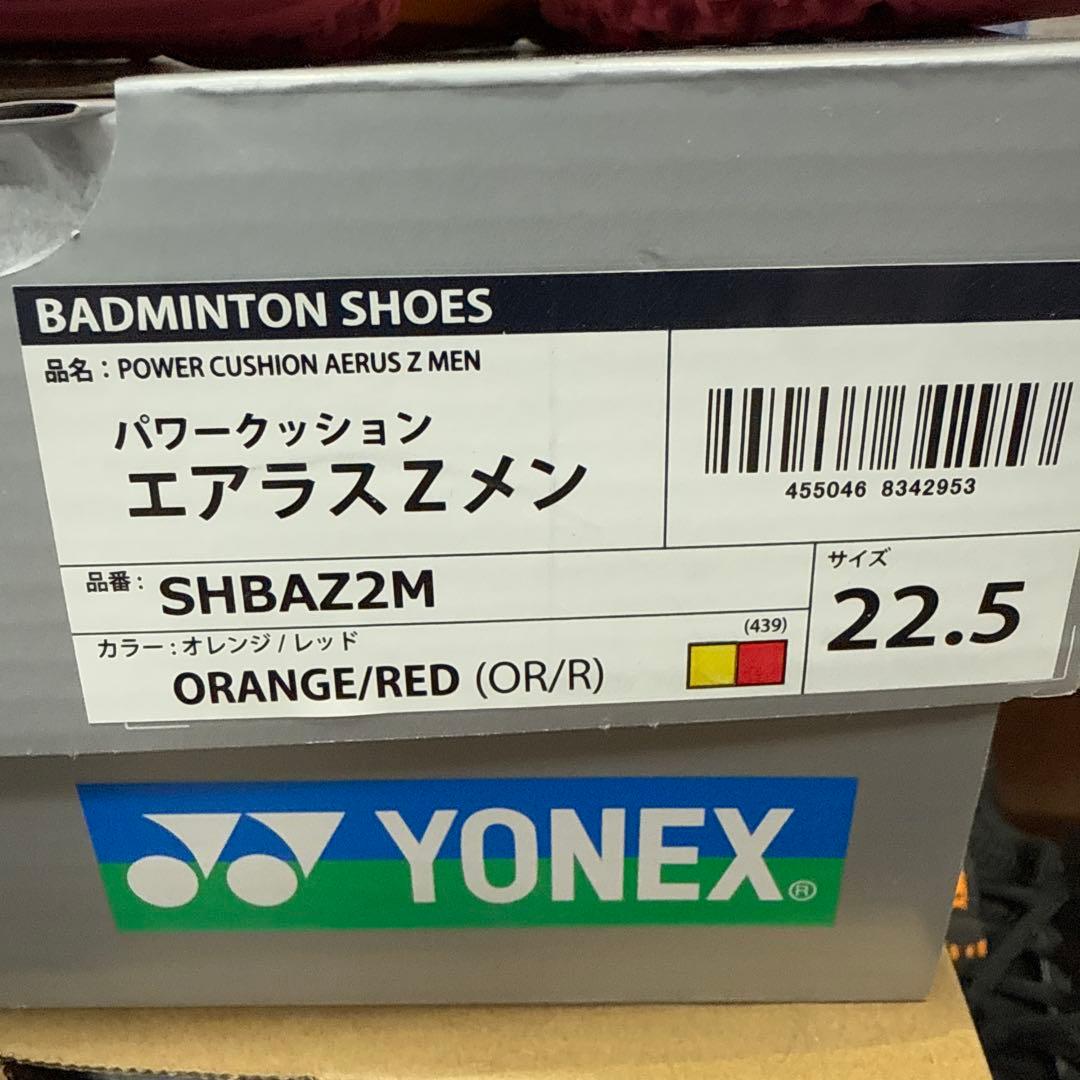 BADMINTON SHOES
品名：POWER CUSHION AERUS Z MEN
パワークッション
エアラスZメン
455046 8342953
品番： SHBAZ2M
カラー：オレンジ/レッド
ORANGE/RED (OR/R)
(439)
サイズ
22.5
YONEX®